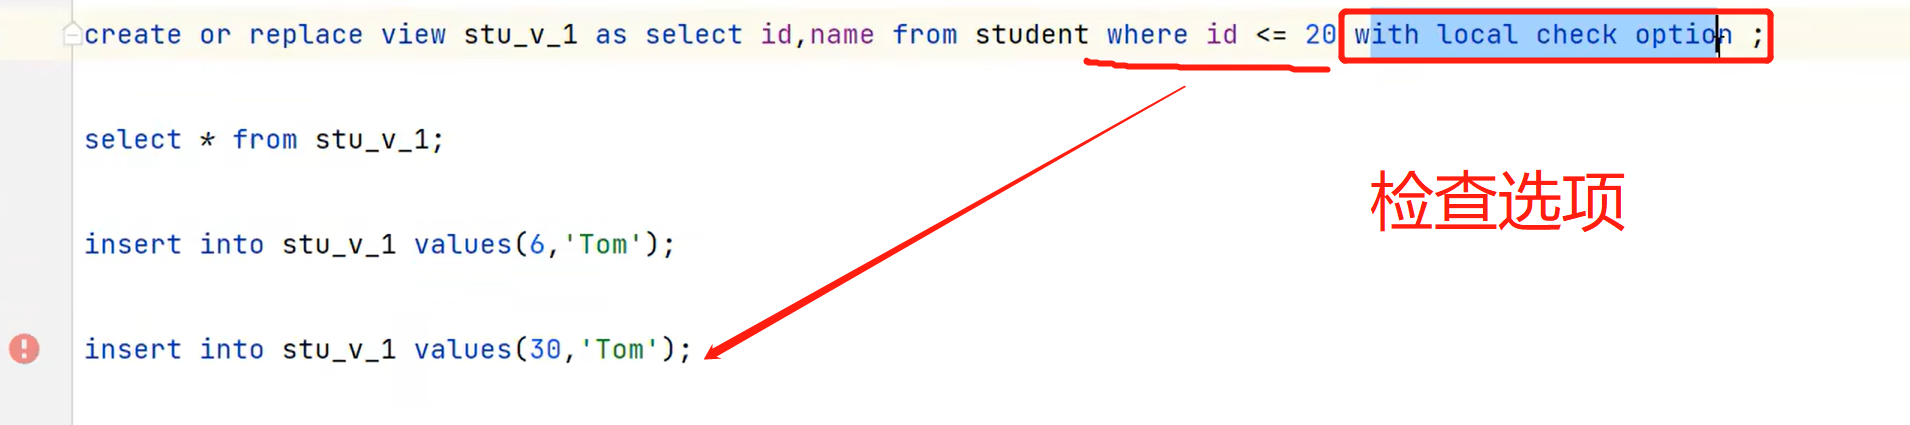 create or replace view stu_v_1 as select id,name from student where id <= 20 with local check option ;
select * from stu_v_1;
检查选项
insert into stu_v_1 values(6,'Tom');
insert into stu_v_1 values(30,'Tom');